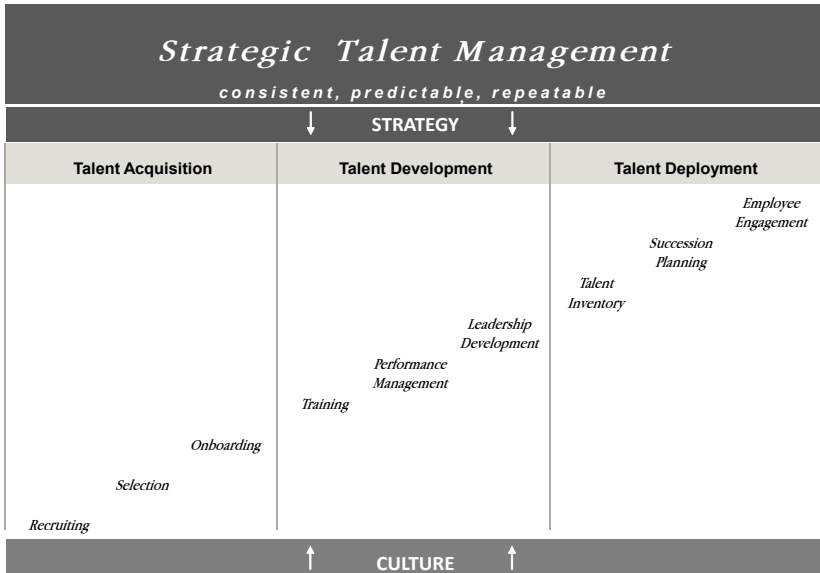 Strategic Talent Management
consistent, predictable, repeatable
STRATEGY
Talent Acquisition
Talent Development
Talent Deployment
Recruiting
Selection
Onboarding
Training
Performance
Management
Leadership
Development
Talent
Inventory
Succession
Planning
Employee
Engagement
CULTURE